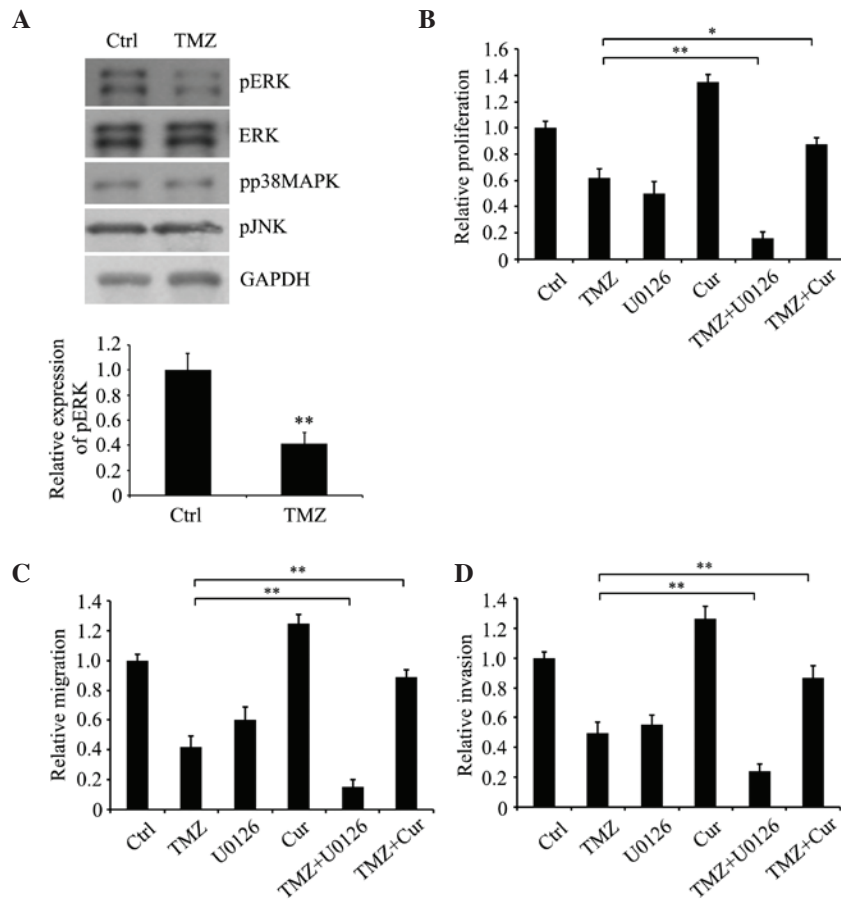 A
Ctrl TMZ
pERK
ERK
pp38MAPK
pJNK
GAPDH
Relative expression
of pERK
1.2
1.0
0.8
0.6
0.4
0.2
0
**
Ctrl TMZ
B
Relative proliferation
1.6
1.4
1.2
1.0
0.8
0.6
0.4
0.2
0
*
**
Ctrl TMZ U0126 Cur TMZ+U0126 TMZ+Cur
C
Relative migration
1.4
1.2
1.0
0.8
0.6
0.4
0.2
0
**
**
Ctrl TMZ U0126 Cur TMZ+U0126 TMZ+Cur
D
Relative invasion
1.4
1.2
1.0
0.8
0.6
0.4
0.2
0
**
**
Ctrl TMZ U0126 Cur TMZ+U0126 TMZ+Cur